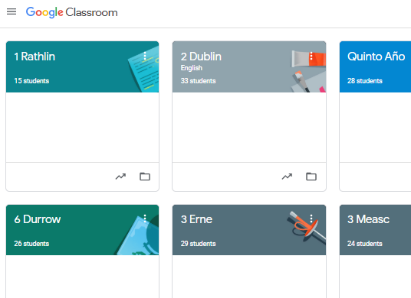 Google Classroom
1 Rathlin
15 students
2 Dublin
English
33 students
Quinto Año
28 students
6 Durrow
26 students
3 Erne
29 students
3 Measc
24 students